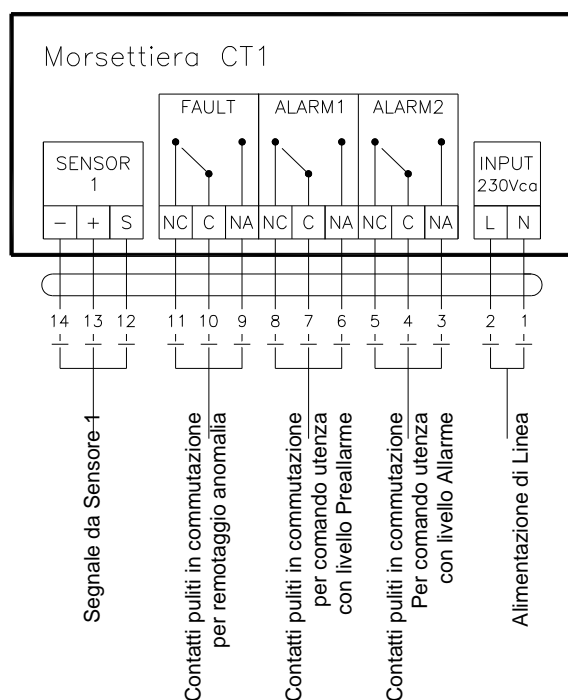 Morsettiera CT1
FAULT
ALARM1
ALARM2
SENSOR
1
INPUT
230Vca
- + S
NC C NA
NC C NA
NC C NA
L N
14 13 12 11 10 9 8 7 6 5 4 3 2 1
Segnale da Sensore 1
Contatti puliti in commutazione
per remotaggio anomalia
Contatti puliti in commutazione
per comando utenza
con livello Preallarme
Contatti puliti in commutazione
Per comando utenza
con livello Allarme
Alimentazione di Linea